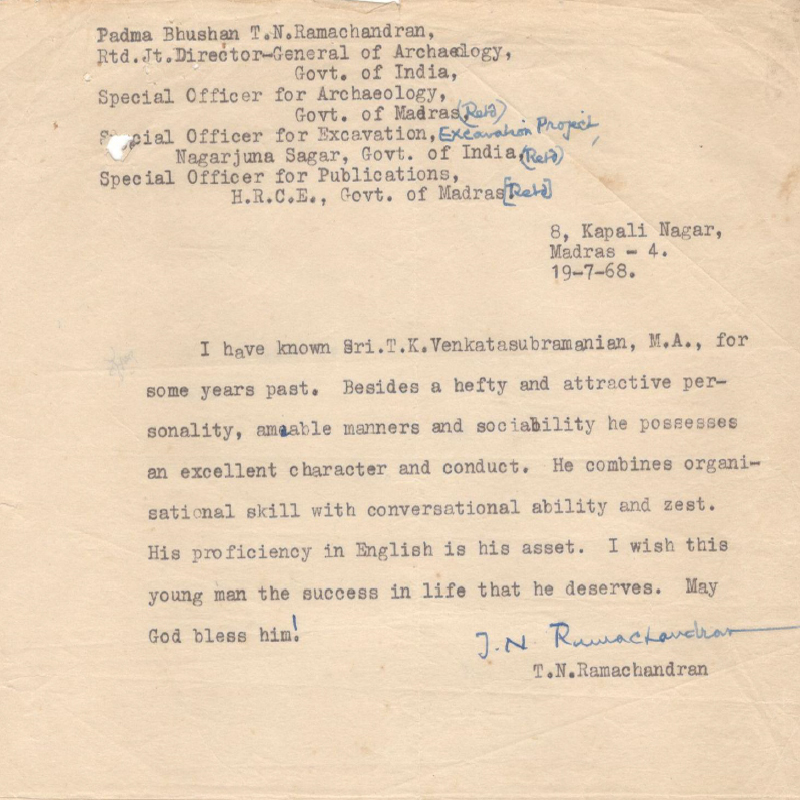 Padma Bhushan T.N.Ramachandran,
Rtd.Jt.Director-General of Archaeology,
Govt. of India,
Special Officer for Archaeology,
Govt. of Madras(Retd)
Special Officer for Excavation, Excavation Project,
Nagarjuna Sagar, Govt. of India,(Retd)
Special Officer for Publications,
H.R.C.E., Govt. of Madras[Retd]
8, Kapali Nagar,
Madras - 4.
19-7-68.
I have known Sri.T.K.Venkatasubramanian, M.A., for
some years past. Besides a hefty and attractive per-
sonality, amiable manners and sociability he possesses
an excellent character and conduct. He combines organi-
sational skill with conversational ability and zest.
His proficiency in English is his asset. I wish this
young man the success in life that he deserves. May
God bless him!
T.N Ramachandran
T.N.Ramachandran